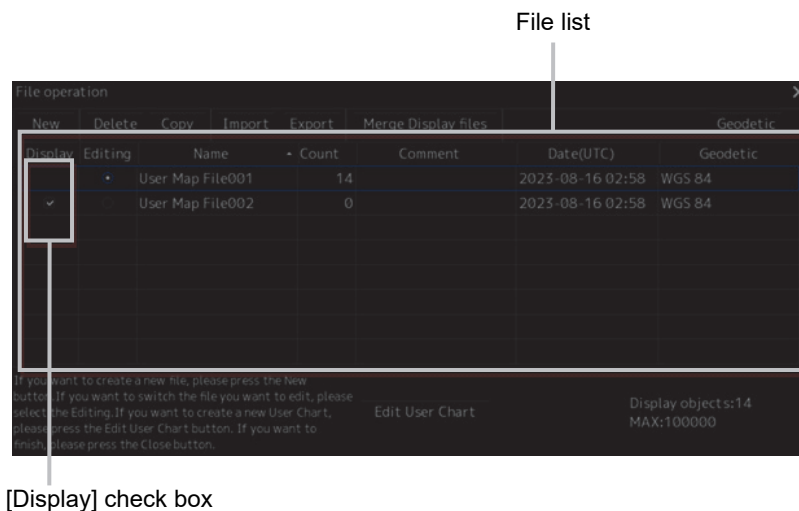 File list
File operation
New Delete Copy Import Export Merge Display files Geodetic
Display Editing Name Count Comment Date(UTC) Geodetic
User Map File001 14 2023-08-16 02:58 WGS 84
User Map File002 0 2023-08-16 02:58 WGS 84
If you want to create a new file, please press the New
button.If you want to switch the file you want to edit, please
select the Editing.If you want to create a new User Chart,
please press the Edit User Chart button. If you want to
finish, please press the Close button.
Edit User Chart
Display objects:14
MAX:100000
[Display] check box